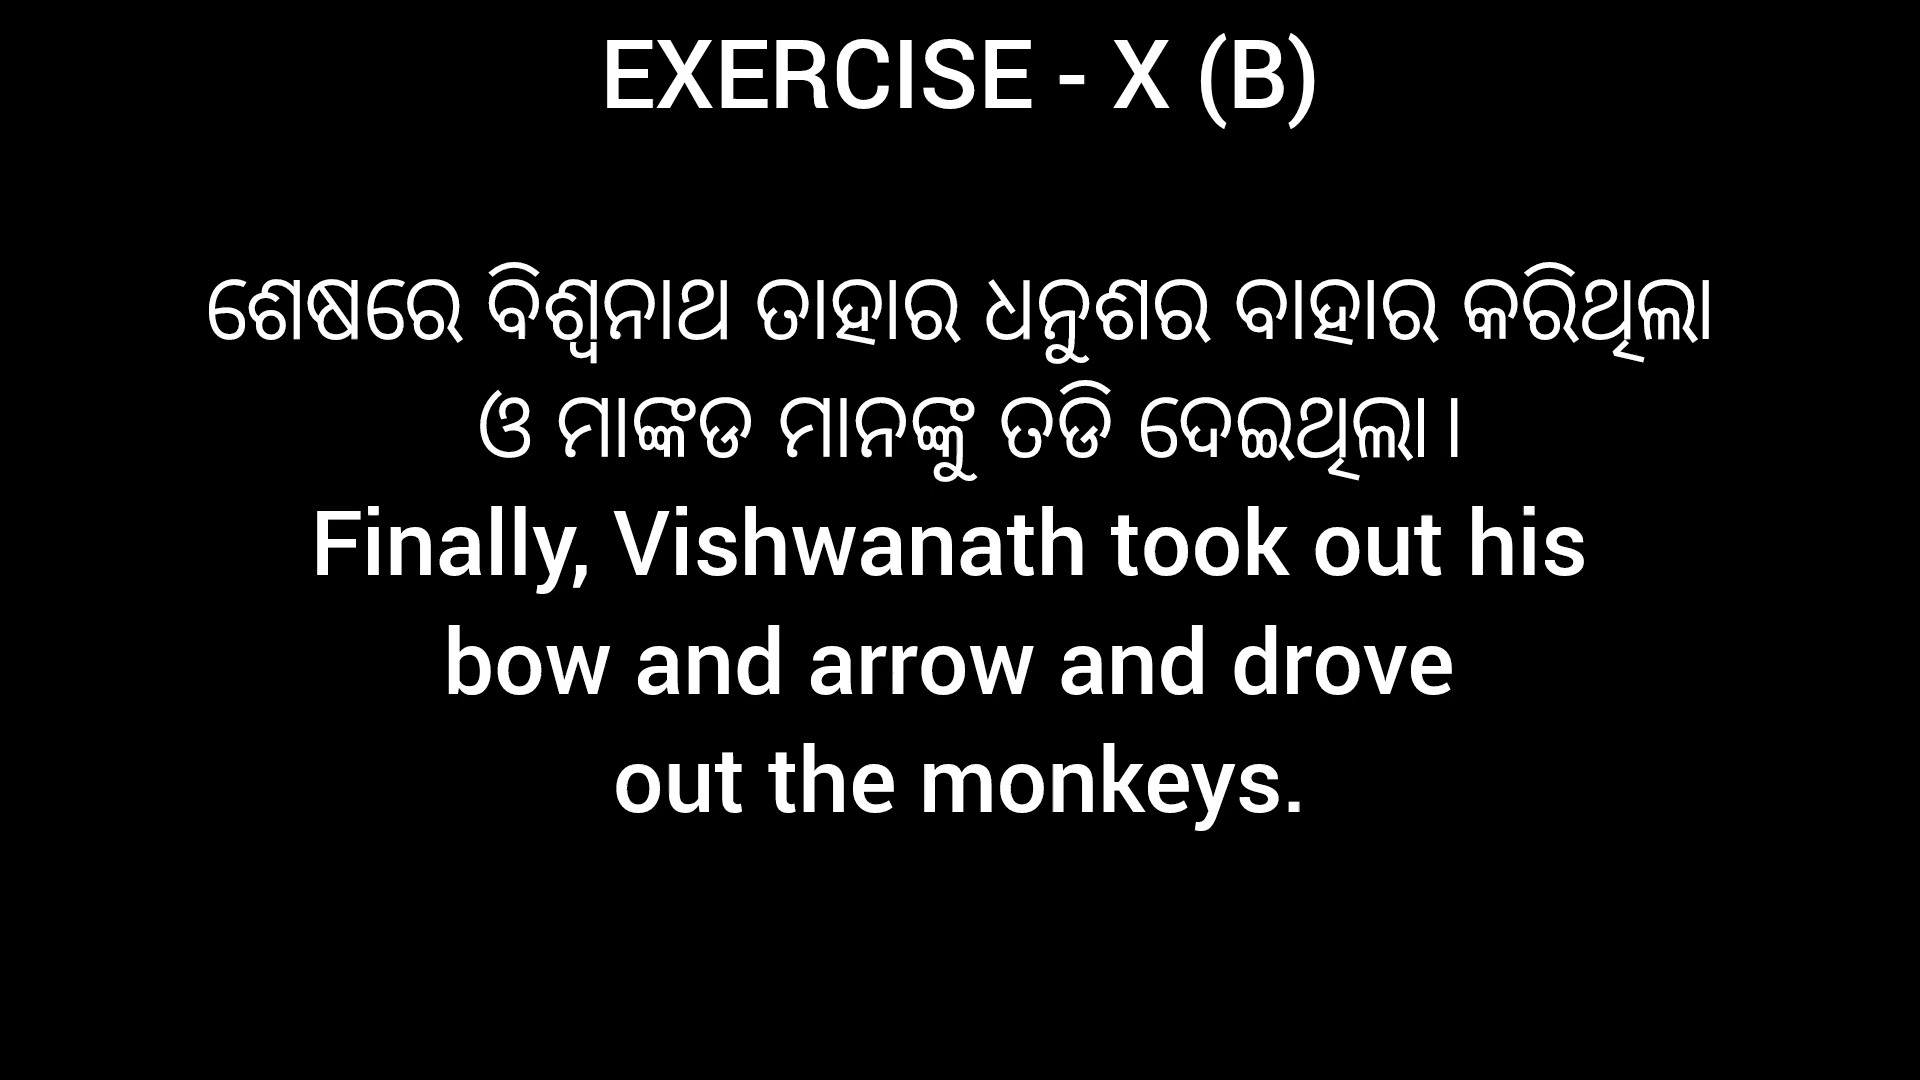 EXERCISE - X (B)
ଶେଷରେ ବିଶ୍ଵନାଥ ତାହାର ଧନୁଶର ବାହାର କରିଥିଲା
ଓ ମାଙ୍କଡ ମାନଙ୍କୁ ତଡି ଦେଇଥିଲା ।
Finally, Vishwanath took out his
bow and arrow and drove
out the monkeys.